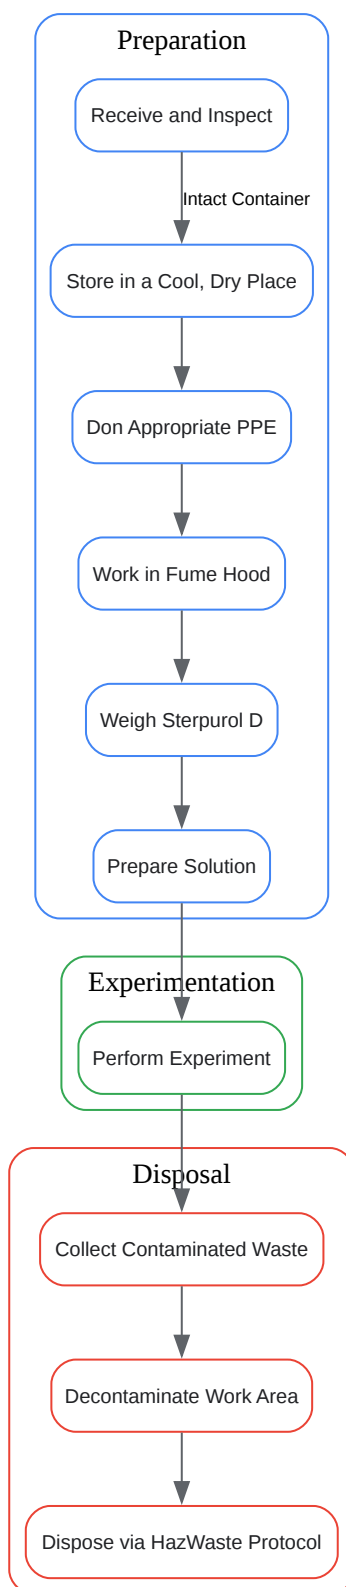 Preparation
Receive and Inspect
Intact Container
Store in a Cool, Dry Place
Don Appropriate PPE
Work in Fume Hood
Weigh Sterpurol D
Prepare Solution
Experimentation
Perform Experiment
Disposal
Collect Contaminated Waste
Decontaminate Work Area
Dispose via HazWaste Protocol